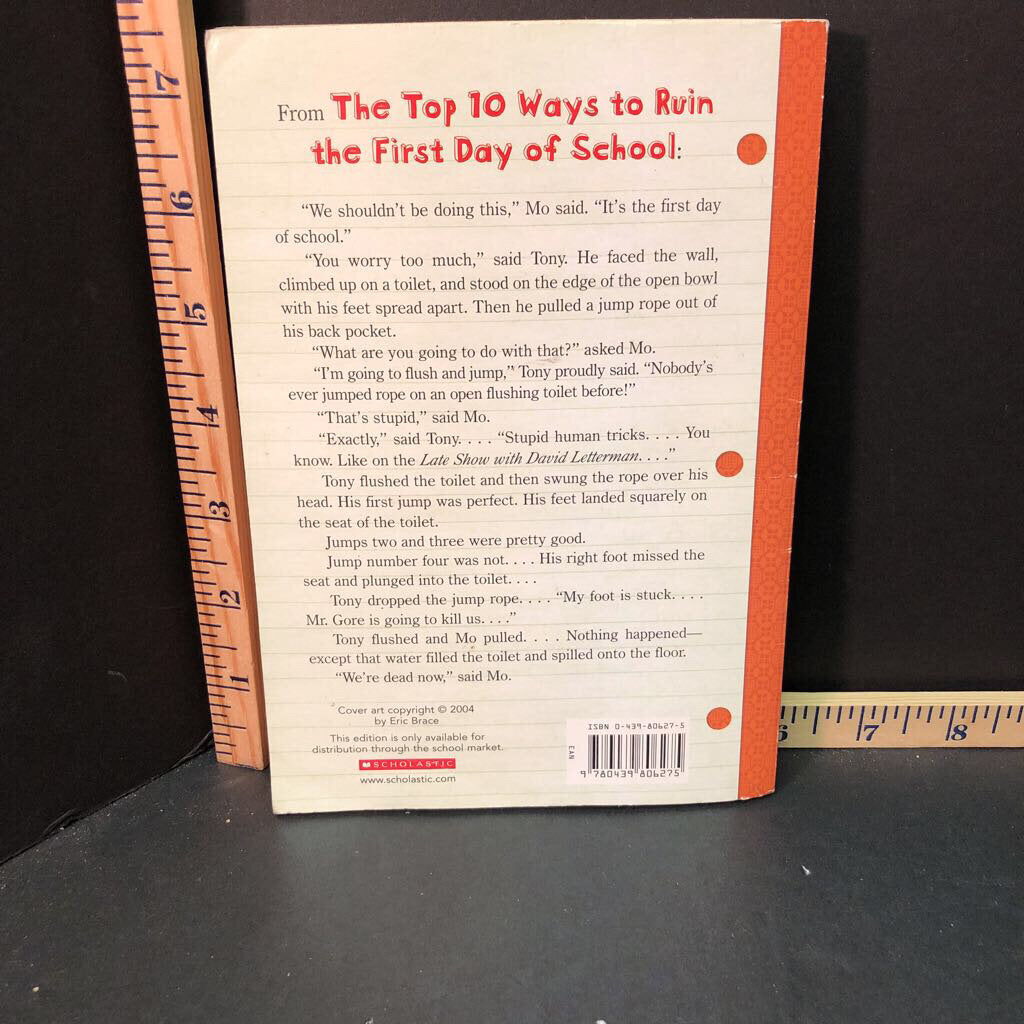 From The Top 10 Ways to Ruin
the First Day of School:
“We shouldn’t be doing this,” Mo said. “It’s the first day
of school.”
“You worry too much,” said Tony. He faced the wall,
climbed up on a toilet, and stood on the edge of the open bowl
with his feet spread apart. Then he pulled a jump rope out of
his back pocket.
“What are you going to do with that?” asked Mo.
“I’m going to flush and jump,” Tony proudly said. “Nobody’s
ever jumped rope on an open flushing toilet before!”
“That’s stupid,” said Mo.
“Exactly,” said Tony. . . . “Stupid human tricks. . . . You
know. Like on the Late Show with David Letterman. . . .”
Tony flushed the toilet and then swung the rope over his
head. His first jump was perfect. His feet landed squarely on
the seat of the toilet.
Jumps two and three were pretty good.
Jump number four was not. . . . His right foot missed the
seat and plunged into the toilet. . . .
Tony dropped the jump rope. . . . “My foot is stuck. . . .
Mr. Gore is going to kill us. . . .”
Tony flushed and Mo pulled. . . . Nothing happened—
except that water filled the toilet and spilled onto the floor.
“We’re dead now,” said Mo.
Cover art copyright © 2004
by Eric Brace
This edition is only available for
distribution through the school market.
SCHOLASTIC
www.scholastic.com
ISBN 0-439-80627-5
EAN
9 780439 806275
7
6
5
4
3
2
1
6
7
8